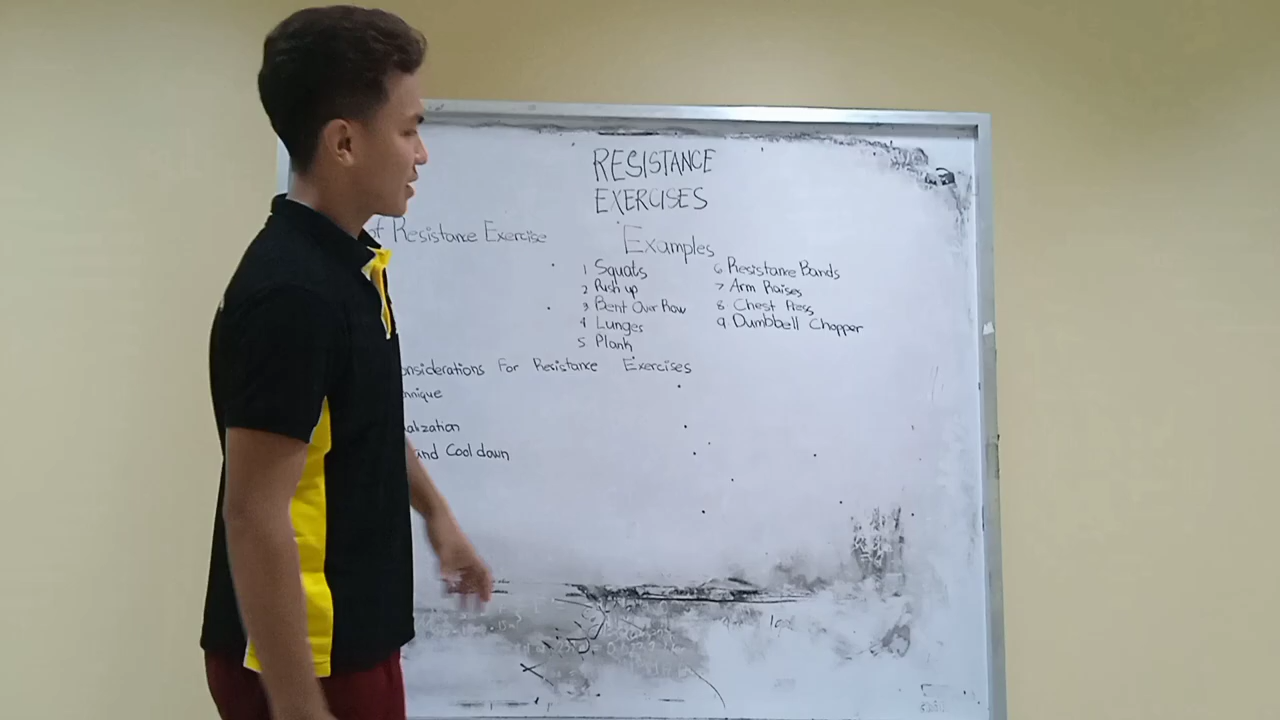 RESISTANCE
EXERCISES
of Resistance Exercise
Examples
1 Squats
2 Push up
3 Bent Over Row
4 Lunges
5 Plank
6 Resistance Bands
7 Arm Raises
8 Chest Press
9 Dumbbell Chopper
onsiderations For Resistance Exercises
hnique
alzation
and Cool down